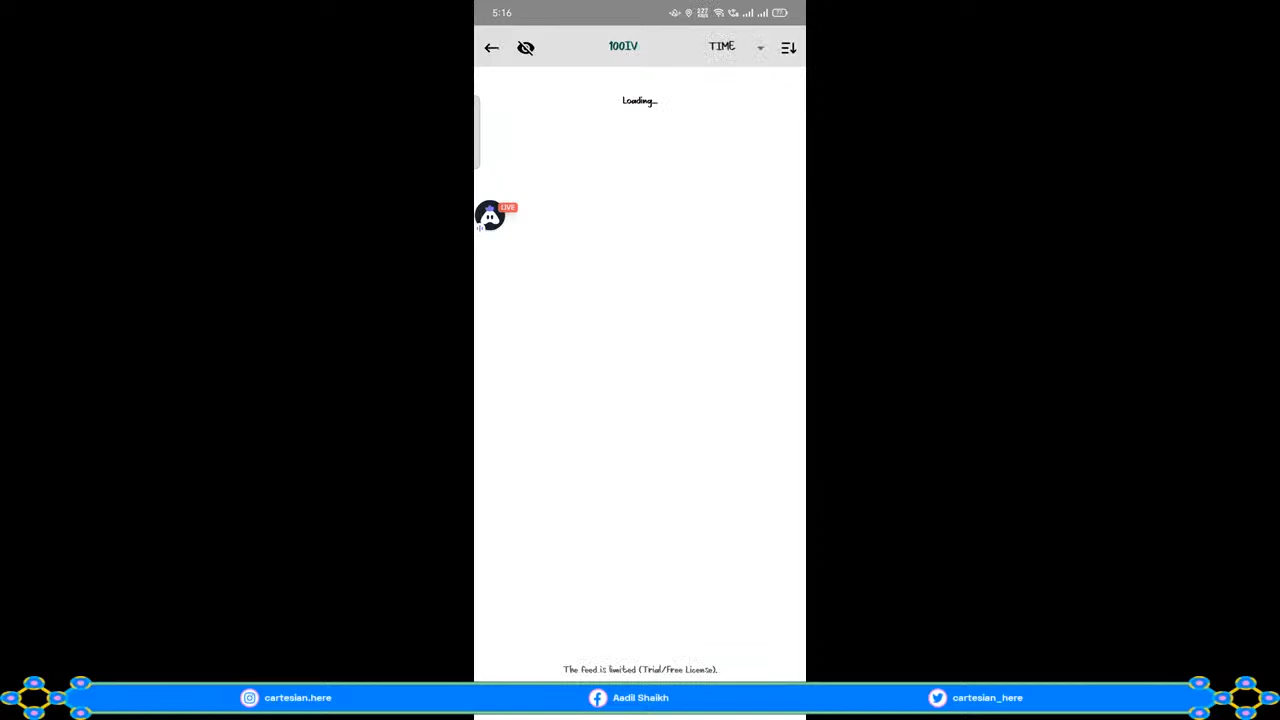 5:16
100IV
TIME
Loading...
LIVE
The feed is limited (Trial/Free License).
cartesian.here
Aadil Shaikh
cartesian_here